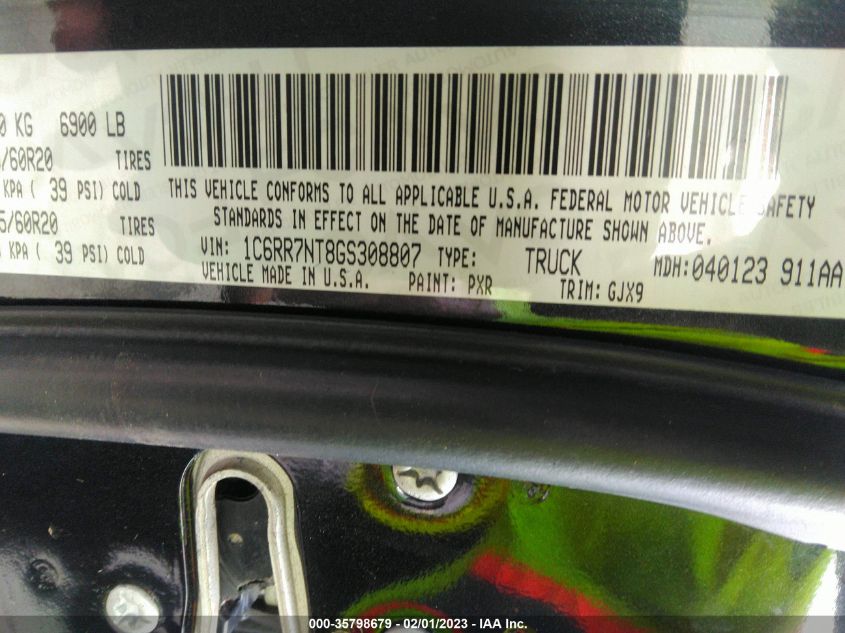 0 KG 6900 LB
/60R20 TIRES
KPA ( 39 PSI) COLD
5/60R20 TIRES
KPA ( 39 PSI) COLD
THIS VEHICLE CONFORMS TO ALL APPLICABLE U.S.A. FEDERAL MOTOR VEHICLE SAFETY
STANDARDS IN EFFECT ON THE DATE OF MANUFACTURE SHOWN ABOVE.
VIN: 1C6RR7NT8GS308807 TYPE: TRUCK MDH:040123 911AA
VEHICLE MADE IN U.S.A. PAINT: PXR TRIM: GJX9
000-35798679 - 02/01/2023 - IAA Inc.